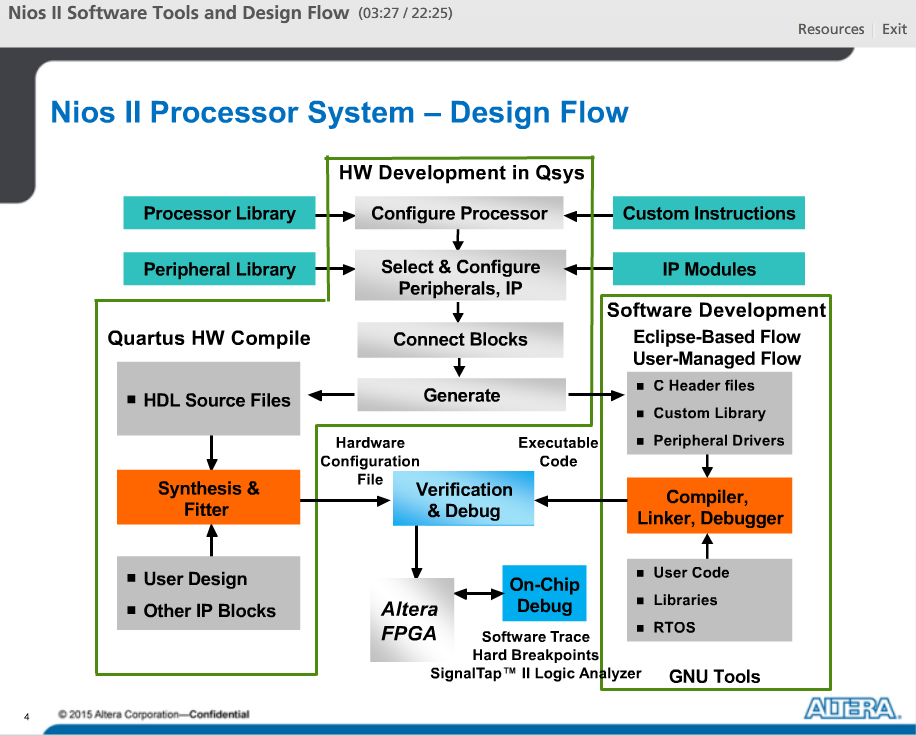 Nios II Software Tools and Design Flow (03:27 / 22:25)
Resources
Exit
Nios II Processor System – Design Flow
HW Development in Qsys
Processor Library
Configure Processor
Custom Instructions
Peripheral Library
Select & Configure
Peripherals, IP
IP Modules
Connect Blocks
Generate
Quartus HW Compile
▪ HDL Source Files
Synthesis &
Fitter
▪ User Design
▪ Other IP Blocks
Software Development
Eclipse-Based Flow
User-Managed Flow
▪ C Header files
▪ Custom Library
▪ Peripheral Drivers
Compiler,
Linker, Debugger
▪ User Code
▪ Libraries
▪ RTOS
GNU Tools
Hardware
Configuration
File
Executable
Code
Verification
& Debug
Altera
FPGA
On-Chip
Debug
Software Trace
Hard Breakpoints
SignalTap™ II Logic Analyzer
4
© 2015 Altera Corporation—Confidential
ALTERA.